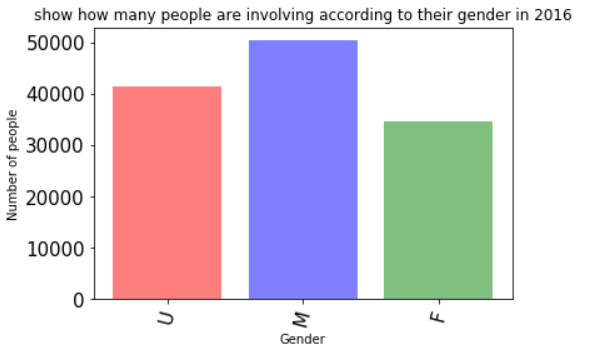 show how many people are involving according to their gender in 2016
50000
40000
30000
20000
10000
0
Number of people
U
M
F
Gender